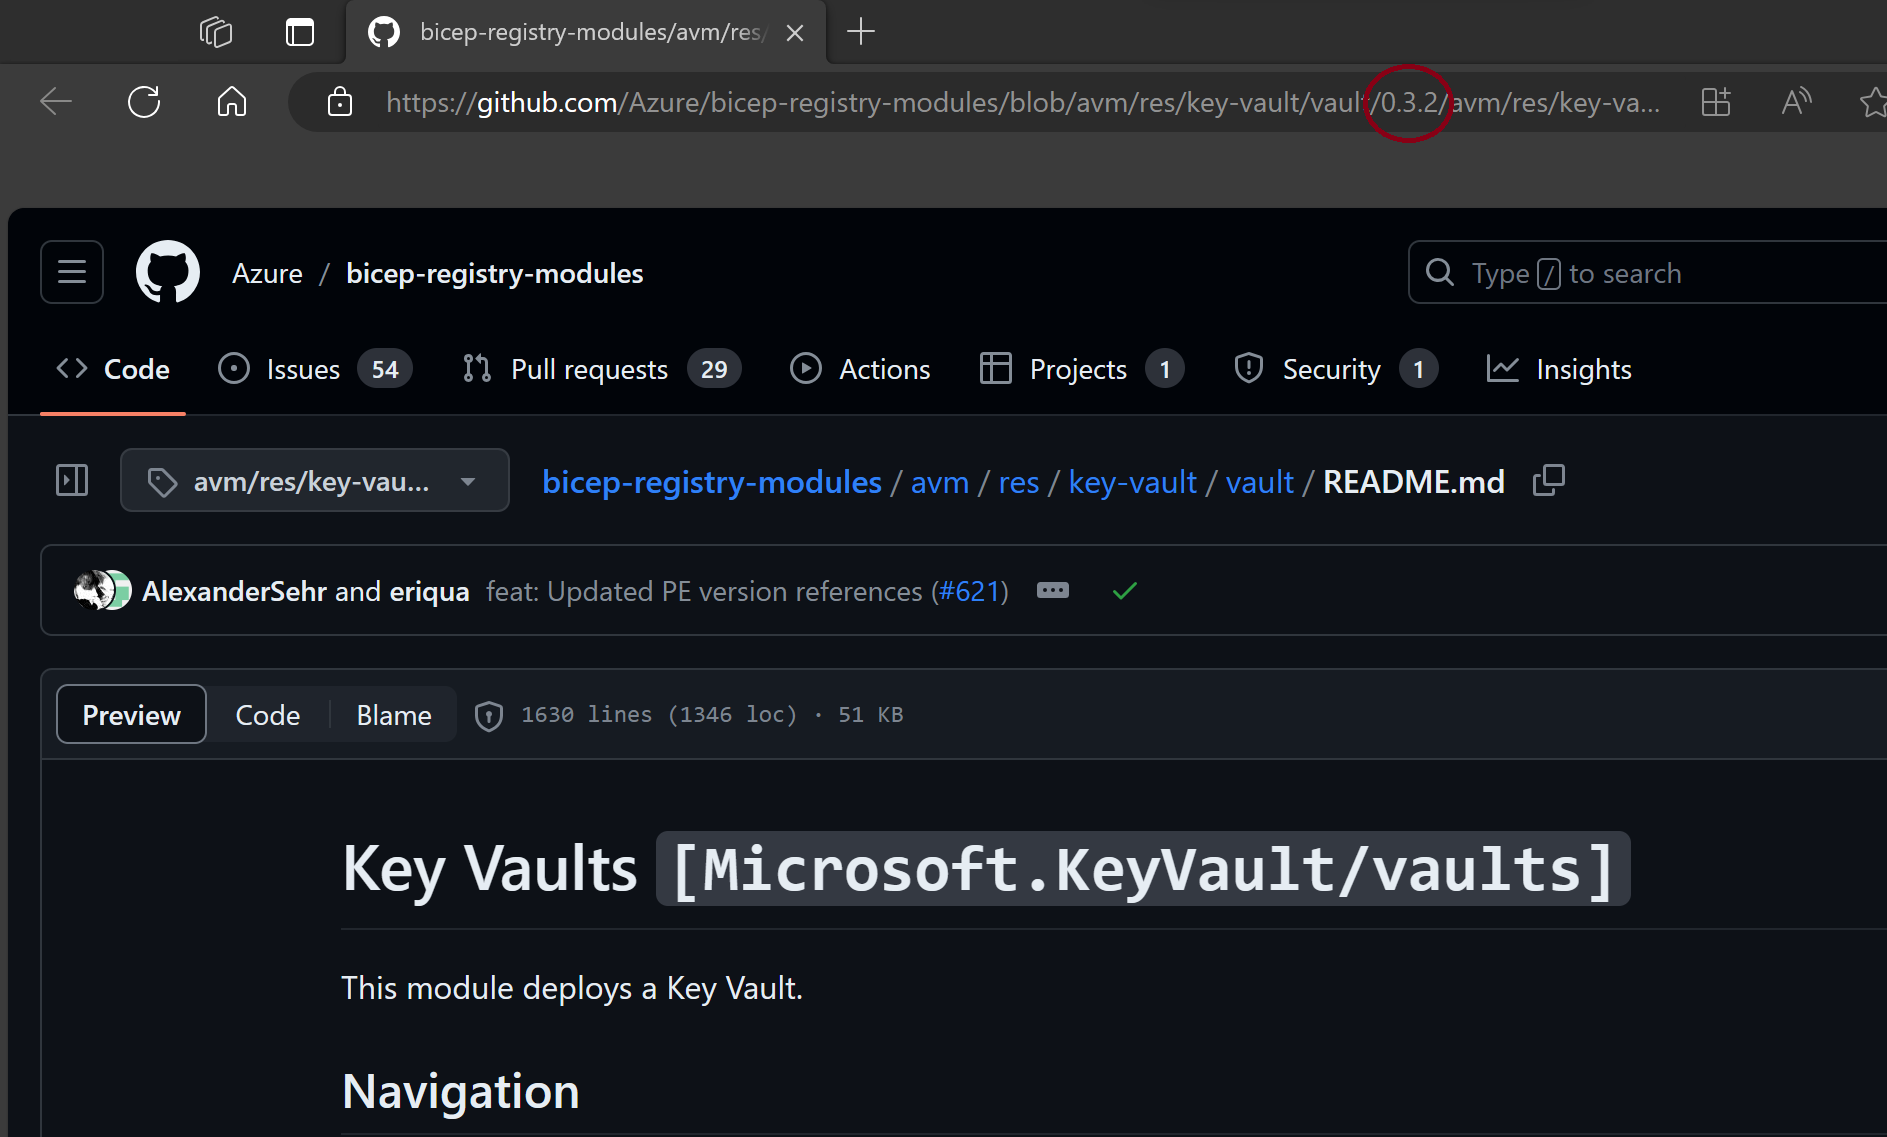 bicep-registry-modules/avm/res/
https://github.com/Azure/bicep-registry-modules/blob/avm/res/key-vault/vault/0.3.2/avm/res/key-va...
Azure / bicep-registry-modules
Type / to search
Code Issues 54 Pull requests 29 Actions Projects 1 Security 1 Insights
avm/res/key-vau... bicep-registry-modules / avm / res / key-vault / vault / README.md
AlexanderSehr and eriqua feat: Updated PE version references (#621)
Preview Code Blame 1630 lines (1346 loc) · 51 KB
Key Vaults [Microsoft.KeyVault/vaults]
This module deploys a Key Vault.
Navigation